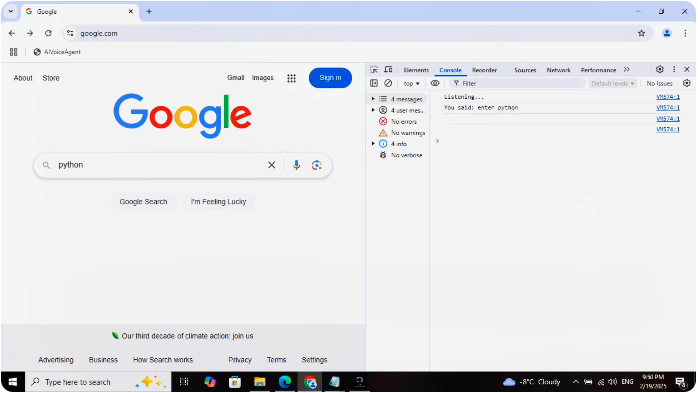 Google
google.com
AIVoiceAgent
About Store Gmail Images Sign in
Google
python
Google Search I'm Feeling Lucky
Our third decade of climate action: join us
Advertising Business How Search works Privacy Terms Settings
Elements Console Recorder Sources Network Performance
top Filter Default levels No Issues
4 messages
4 user mes...
No errors
No warnings
4 info
No verbose
Listening... VM574:1
You said: enter python VM574:1
VM574:1
VM574:1
Type here to search
-8°C Cloudy ENG
9:50 PM
2/19/2025